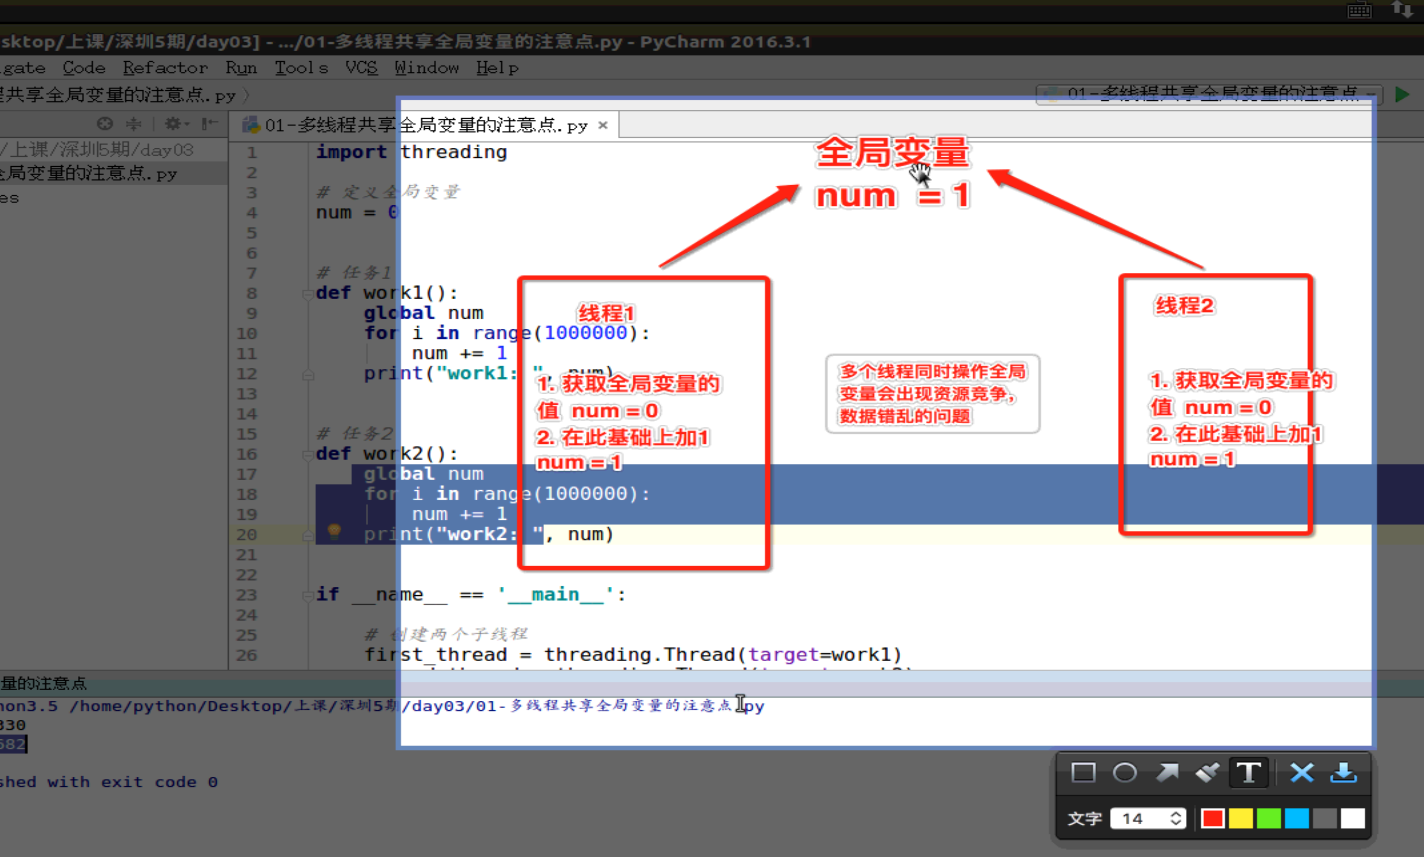 sktop/上课/深圳5期/day03] - .../01-多线程共享全局变量的注意点.py - PyCharm 2016.3.1
gate Code Refactor Run Tools VCS Window Help
共享全局变量的注意点.py
01-多线程共享全局变量的注意点
01-多线程共享全局变量的注意点.py ×
/上课/深圳5期/day03
全局变量的注意点.py
es
1 import threading
2
3 # 定义全局变量
4 num = 0
5
6
7 # 任务1
8 def work1():
9 global num
10 for i in range(1000000):
11 num += 1
12 print("work1: ", num)
13
14
15 # 任务2
16 def work2():
17 global num
18 for i in range(1000000):
19 num += 1
20 print("work2: ", num)
21
22
23 if __name__ == '__main__':
24
25 # 创建两个子线程
26 first_thread = threading.Thread(target=work1)
全局变量
num = 1
线程1
1. 获取全局变量的
值 num = 0
2. 在此基础上加1
num = 1
多个线程同时操作全局
变量会出现资源竞争,
数据错乱的问题
线程2
1. 获取全局变量的
值 num = 0
2. 在此基础上加1
num = 1
量的注意点
hon3.5 /home/python/Desktop/上课/深圳5期/day03/01-多线程共享全局变量的注意点.py
330
682
shed with exit code 0
T
文字 14